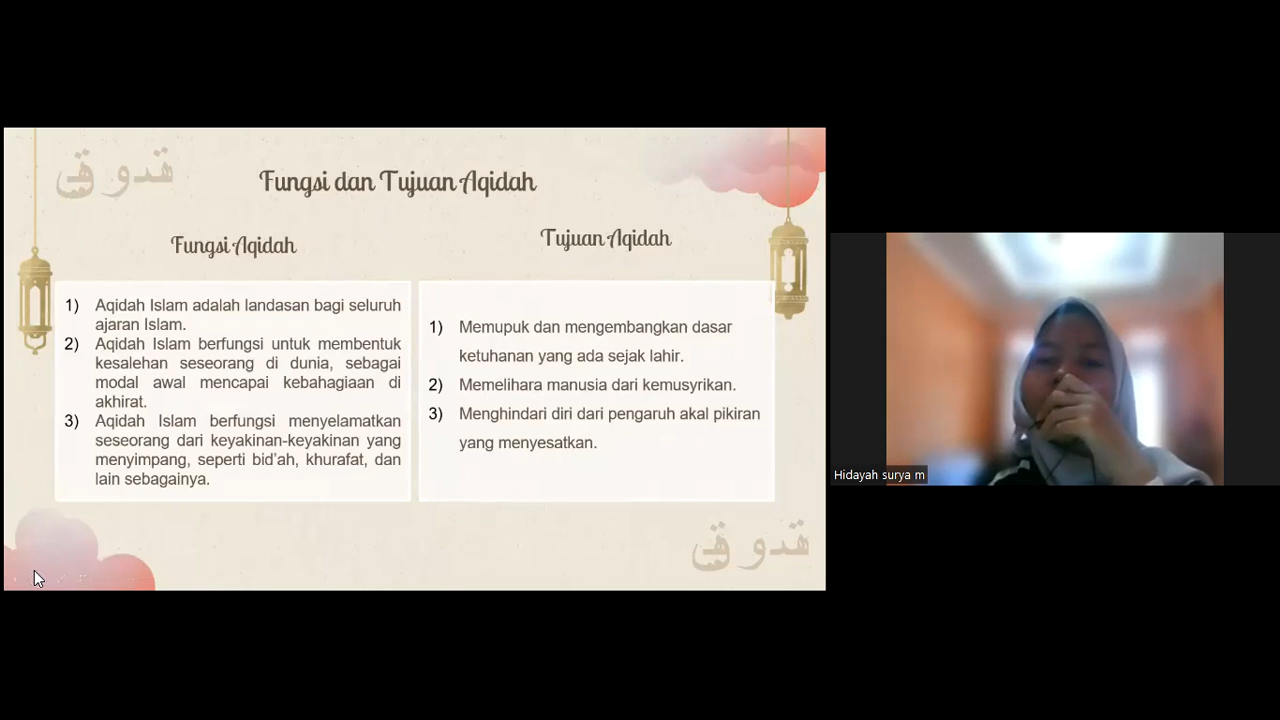 Fungsi dan Tujuan Aqidah
Fungsi Aqidah
1) Aqidah Islam adalah landasan bagi seluruh
ajaran Islam.
2) Aqidah Islam berfungsi untuk membentuk
kesalehan seseorang di dunia, sebagai
modal awal mencapai kebahagiaan di
akhirat.
3) Aqidah Islam berfungsi menyelamatkan
seseorang dari keyakinan-keyakinan yang
menyimpang, seperti bid'ah, khurafat, dan
lain sebagainya.
Tujuan Aqidah
1) Memupuk dan mengembangkan dasar
ketuhanan yang ada sejak lahir.
2) Memelihara manusia dari kemusyrikan.
3) Menghindari diri dari pengaruh akal pikiran
yang menyesatkan.
Hidayah surya m